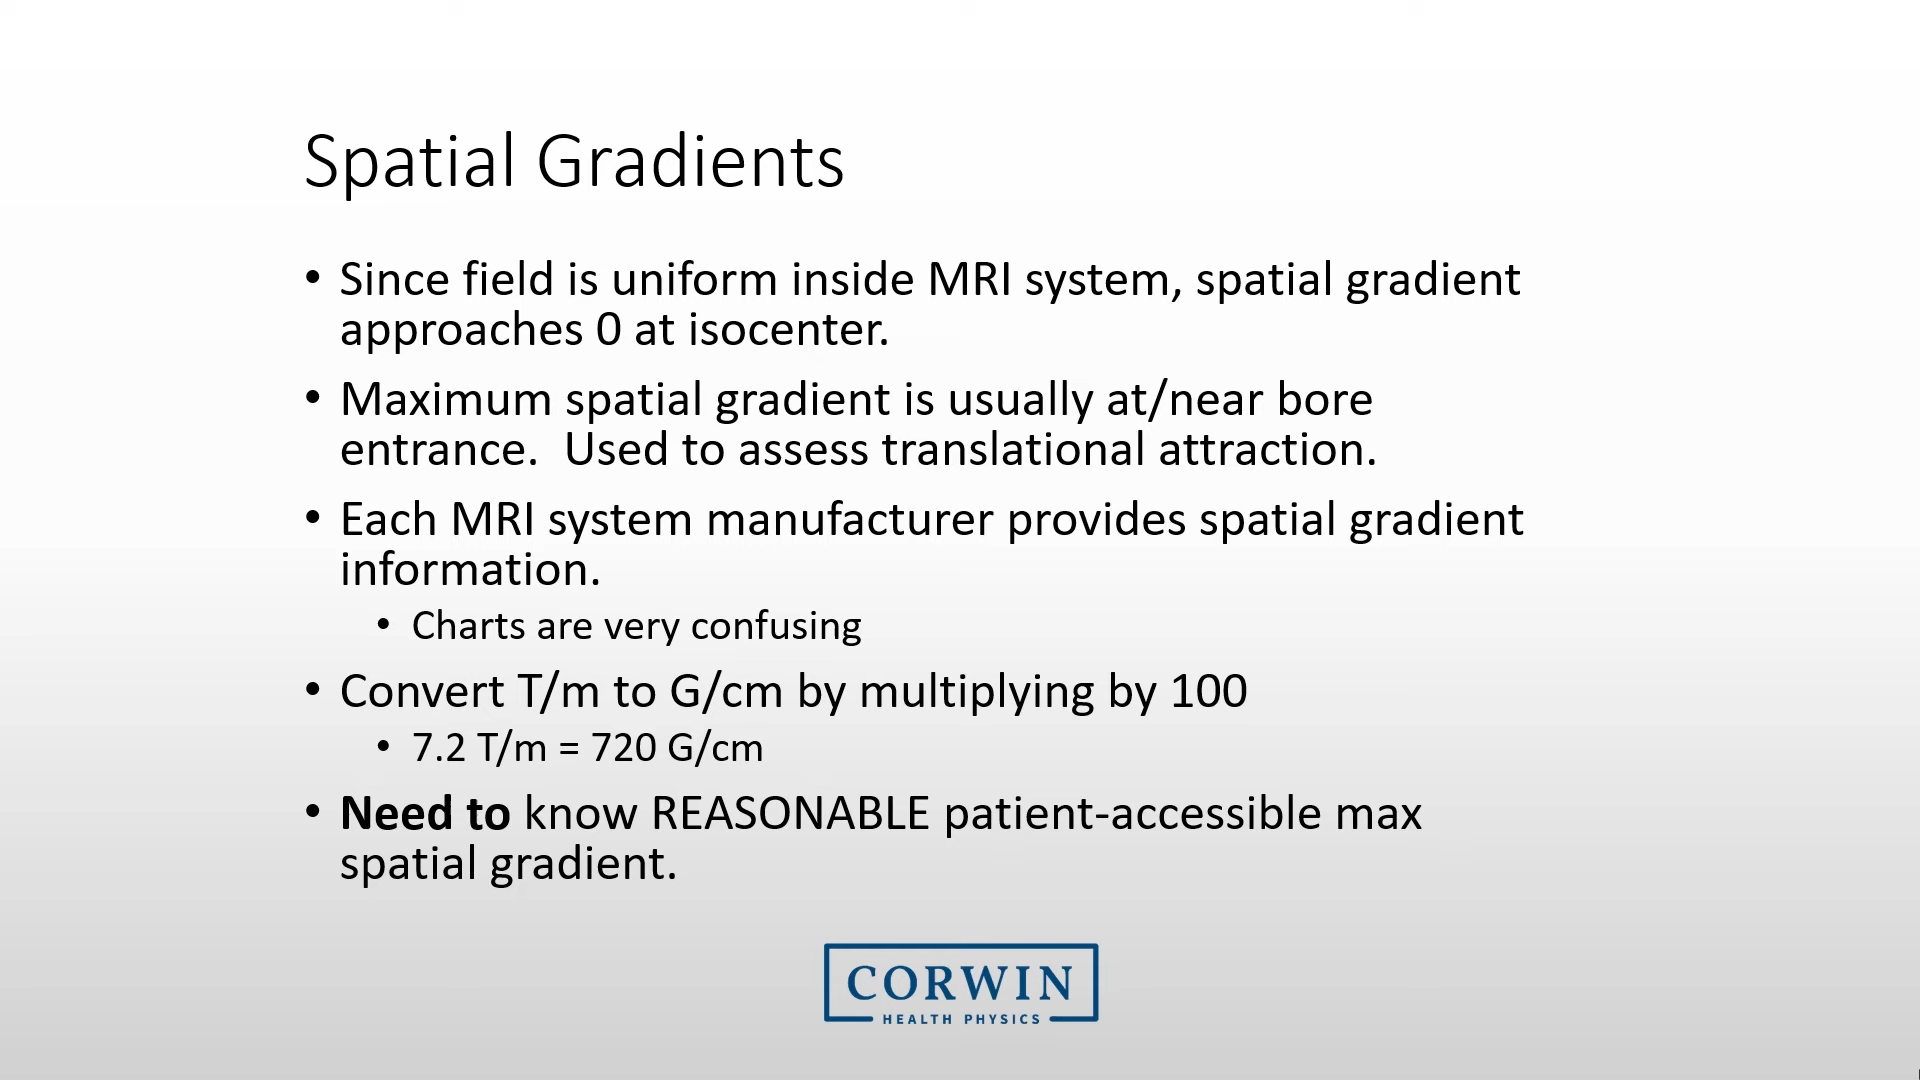 Spatial Gradients
• Since field is uniform inside MRI system, spatial gradient
approaches 0 at isocenter.
• Maximum spatial gradient is usually at/near bore
entrance.  Used to assess translational attraction.
• Each MRI system manufacturer provides spatial gradient
information.
• Charts are very confusing
• Convert T/m to G/cm by multiplying by 100
• 7.2 T/m = 720 G/cm
• Need to know REASONABLE patient-accessible max
spatial gradient.
CORWIN
HEALTH PHYSICS